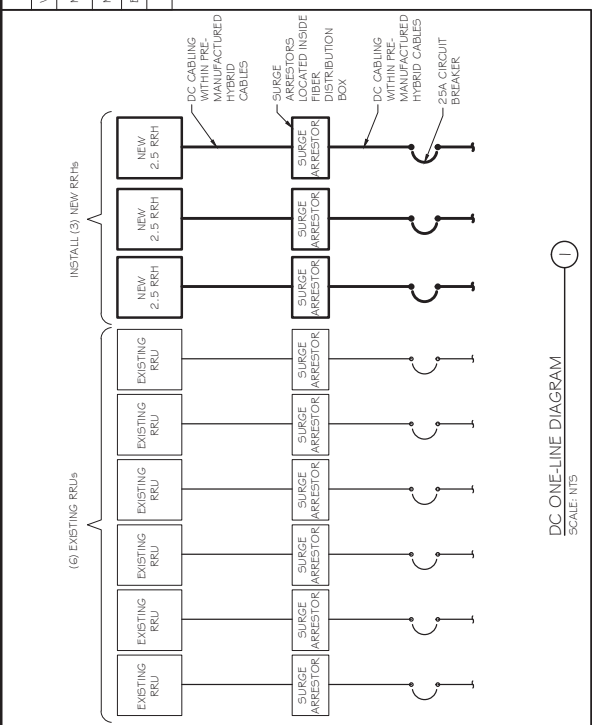 (6) EXISTING RRUs
INSTALL (3) NEW RRHs
EXISTING
RRU
EXISTING
RRU
EXISTING
RRU
EXISTING
RRU
EXISTING
RRU
EXISTING
RRU
NEW
2.5 RRH
NEW
2.5 RRH
NEW
2.5 RRH
DC CABLING
WITHIN PRE-
MANUFACTURED
HYBRID
CABLES
SURGE
ARRESTOR
SURGE
ARRESTOR
SURGE
ARRESTOR
SURGE
ARRESTOR
SURGE
ARRESTOR
SURGE
ARRESTOR
SURGE
ARRESTOR
SURGE
ARRESTOR
SURGE
ARRESTOR
SURGE
ARRESTORS
LOCATED INSIDE
FIBER
DISTRIBUTION
BOX
DC CABLING
WITHIN PRE-
MANUFACTURED
HYBRID CABLES
25A CIRCUIT
BREAKER
DC ONE-LINE DIAGRAM
1
SCALE: NTS